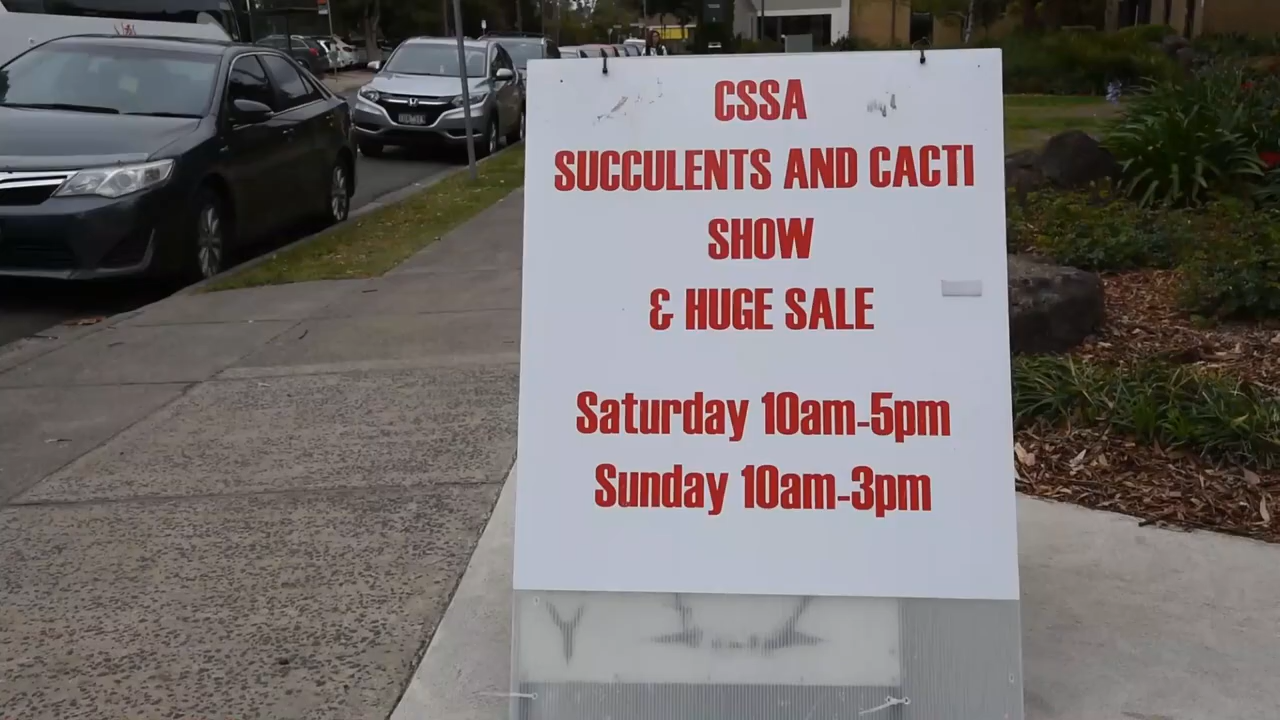 CSSA
SUCCULENTS AND CACTI
SHOW
& HUGE SALE
Saturday 10am-5pm
Sunday 10am-3pm